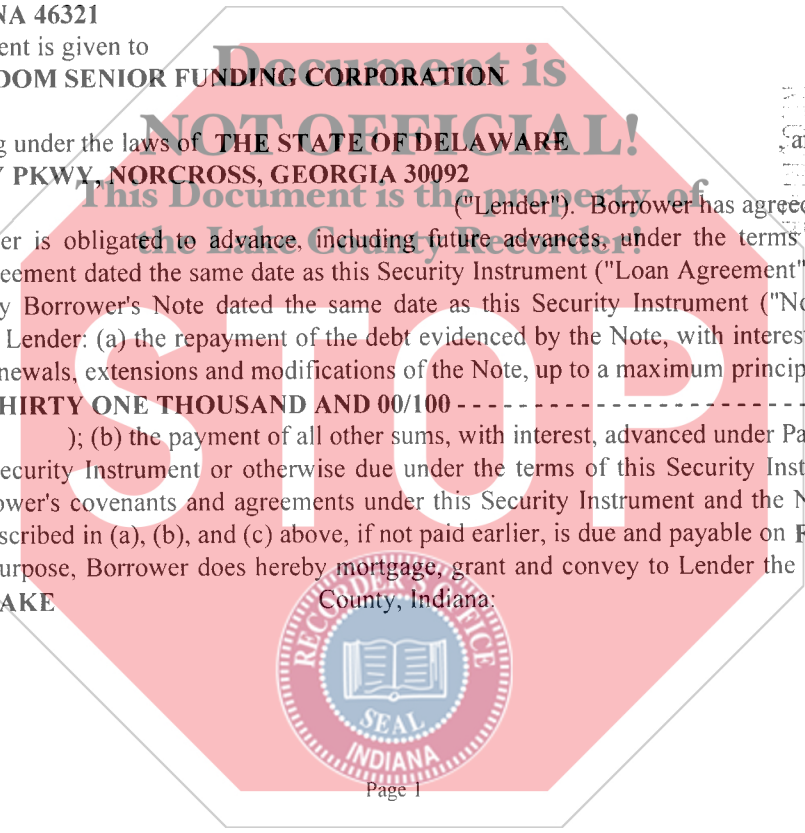 NA 46321
ent is given to
Document is
DOM SENIOR FUNDING CORPORATION
NOT OFFICIAL!
g under the laws of THE STATE OF DELAWARE , a
Y PKWY, NORCROSS, GEORGIA 30092
This Document is the property of
("Lender"). Borrower has agreed
the Lake County Recorder!
er is obligated to advance, including future advances, under the terms
eement dated the same date as this Security Instrument ("Loan Agreement"
y Borrower's Note dated the same date as this Security Instrument ("No
Lender: (a) the repayment of the debt evidenced by the Note, with interes
newals, extensions and modifications of the Note, up to a maximum princip
HIRTY ONE THOUSAND AND 00/100 - - - - - - - - - - - - - - - - - - - - - - - -
); (b) the payment of all other sums, with interest, advanced under Pa
ecurity Instrument or otherwise due under the terms of this Security Inst
ower's covenants and agreements under this Security Instrument and the N
scribed in (a), (b), and (c) above, if not paid earlier, is due and payable on F
urpose, Borrower does hereby mortgage, grant and convey to Lender the
AKE County, Indiana:
STOP
RECORDER'S OFFICE
SEAL
INDIANA
Page 1